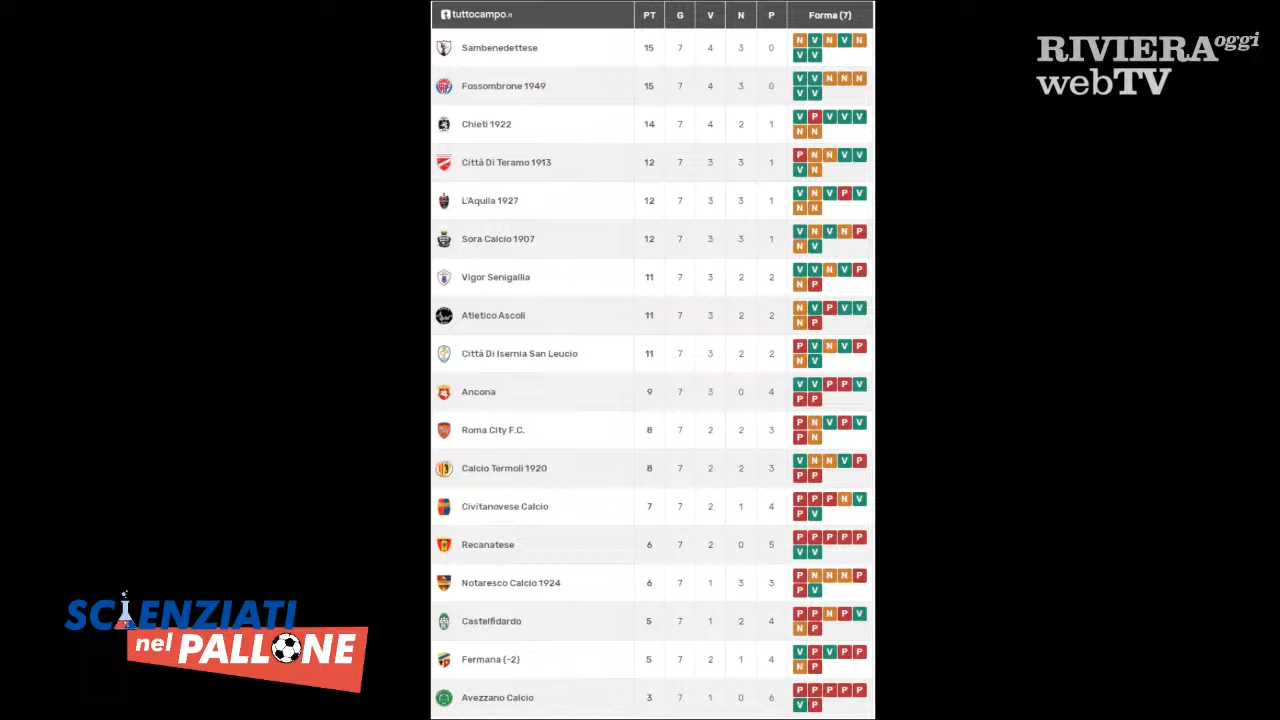 tuttocampo.it PT G V N P Forma (7)
Sambenedettese 15 7 4 3 0 N V N V N
V V
Fossombrone 1949 15 7 4 3 0 V V N N N
V V
Chieti 1922 14 7 4 2 1 V P V V V
N N
Città Di Teramo 1913 12 7 3 3 1 P N N V V
V N
L'Aquila 1927 12 7 3 3 1 V N V P V
N N
Sora Calcio 1907 12 7 3 3 1 V N V N P
N V
Vigor Senigallia 11 7 3 2 2 V V N V P
N P
Atletico Ascoli 11 7 3 2 2 N V P V V
N P
Città Di Isernia San Leucio 11 7 3 2 2 P V N V P
N V
Ancona 9 7 3 0 4 V V P P V
P P
Roma City F.C. 8 7 2 2 3 P N V P V
P N
Calcio Termoli 1920 8 7 2 2 3 V N N V P
P P
Civitanovese Calcio 7 7 2 1 4 P P P N V
P V
Recanatese 6 7 2 0 5 P P P P P
V V
Notaresco Calcio 1924 6 7 1 3 3 P N N N P
P V
Castelfidardo 5 7 1 2 4 P P N P V
N P
Fermana (-2) 5 7 2 1 4 V P V P P
N P
Avezzano Calcio 3 7 1 0 6 P P P P P
V P
RIVIERA oggi
webTV
SCIENZIATI
nel PALLONE